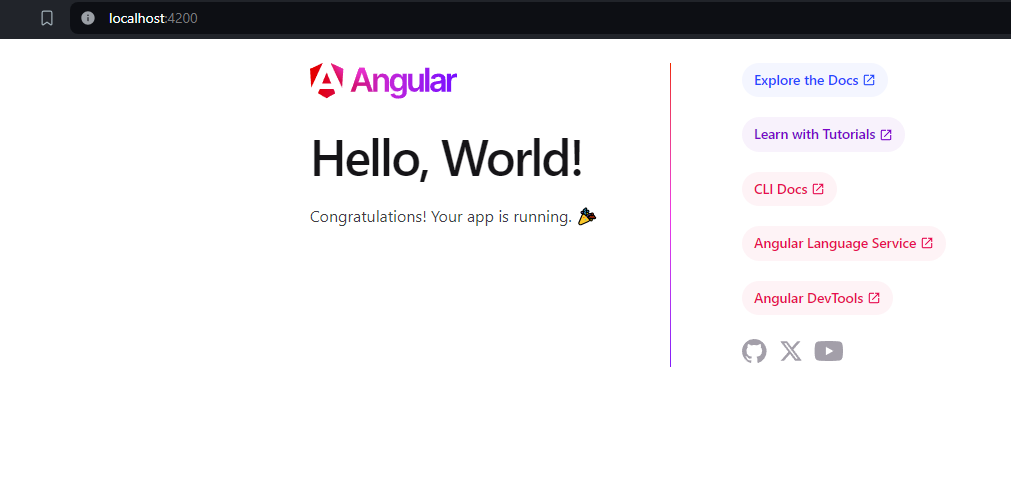 localhost:4200
Angular
Hello, World!
Congratulations! Your app is running. 🎉
Explore the Docs
Learn with Tutorials
CLI Docs
Angular Language Service
Angular DevTools